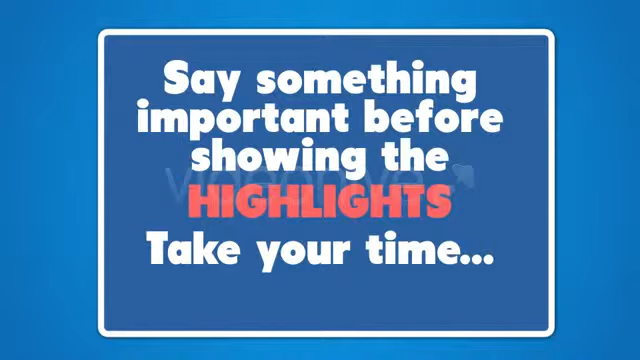 Say something
important before
showing the
HIGHLIGHTS
Take your time...